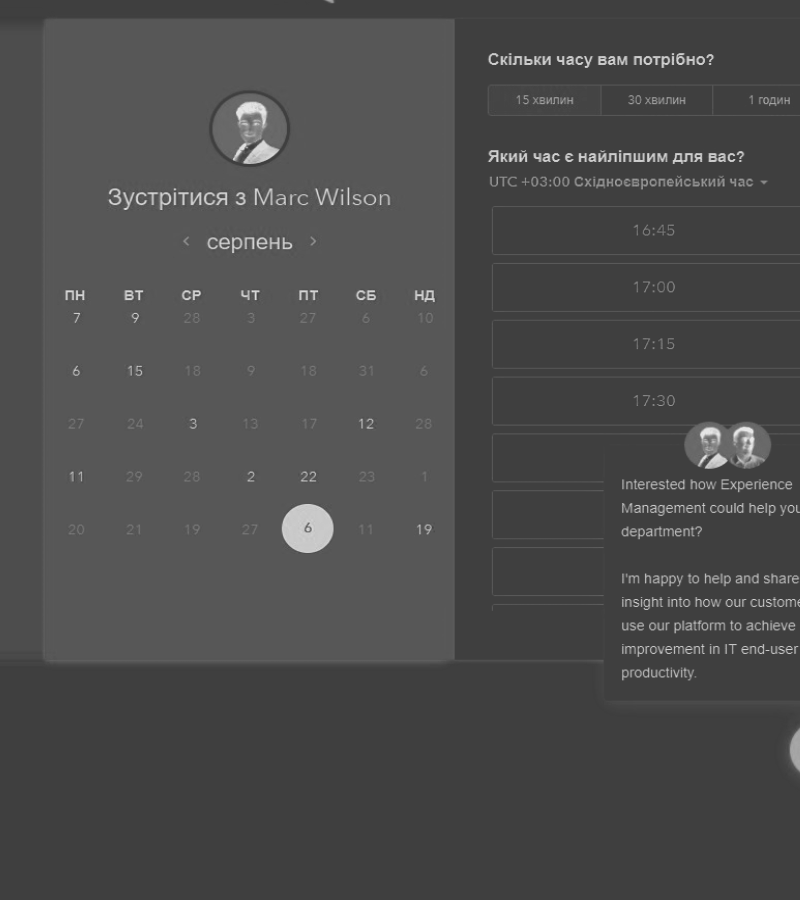 Зустрітися з Marc Wilson
серпень
ПН ВТ СР ЧТ ПТ СБ НД
7 9 28 3 27 6 10
6 15 18 9 18 31 6
27 24 3 13 17 12 28
11 29 28 2 22 23 1
20 21 19 27 6 11 19
Скільки часу вам потрібно?
15 хвилин 30 хвилин 1 годин
Який час є найліпшим для вас?
UTC +03:00 Східноєвропейський час
16:45
17:00
17:15
17:30
Interested how Experience
Management could help you
department?
I'm happy to help and share
insight into how our custome
use our platform to achieve
improvement in IT end-user
productivity.